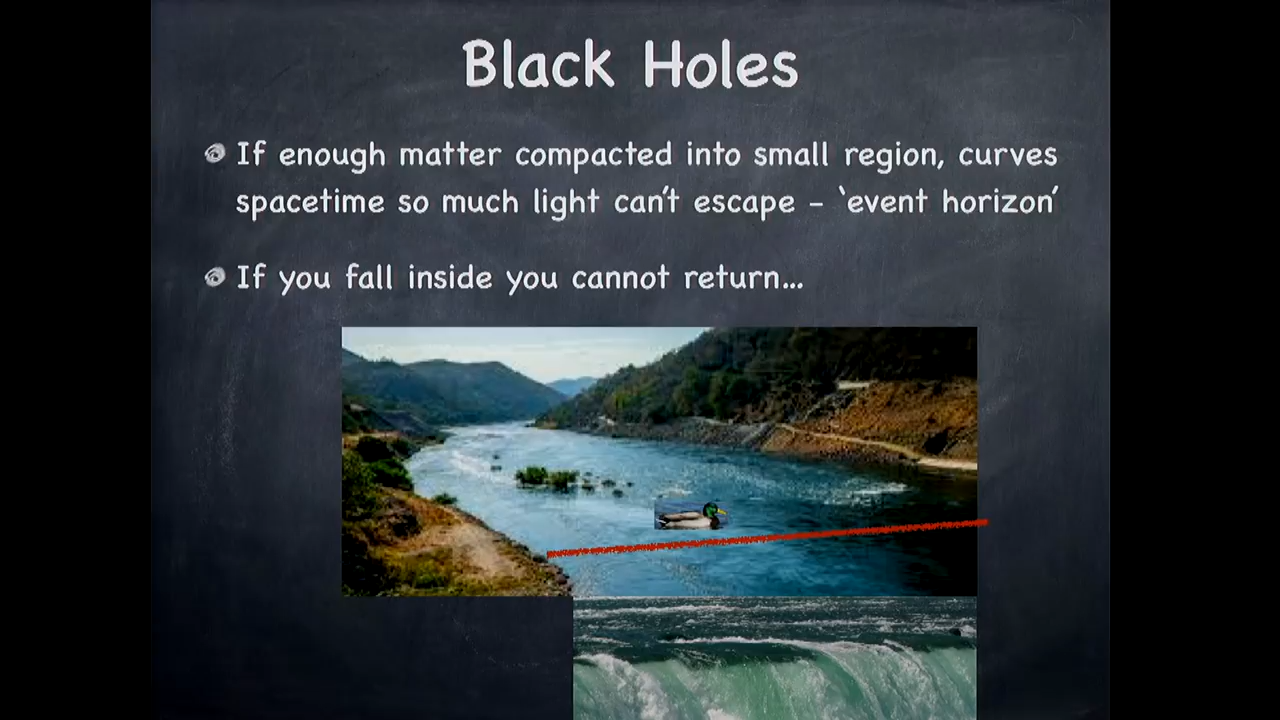 Black Holes
If enough matter compacted into small region, curves
spacetime so much light can't escape – 'event horizon'
If you fall inside you cannot return...